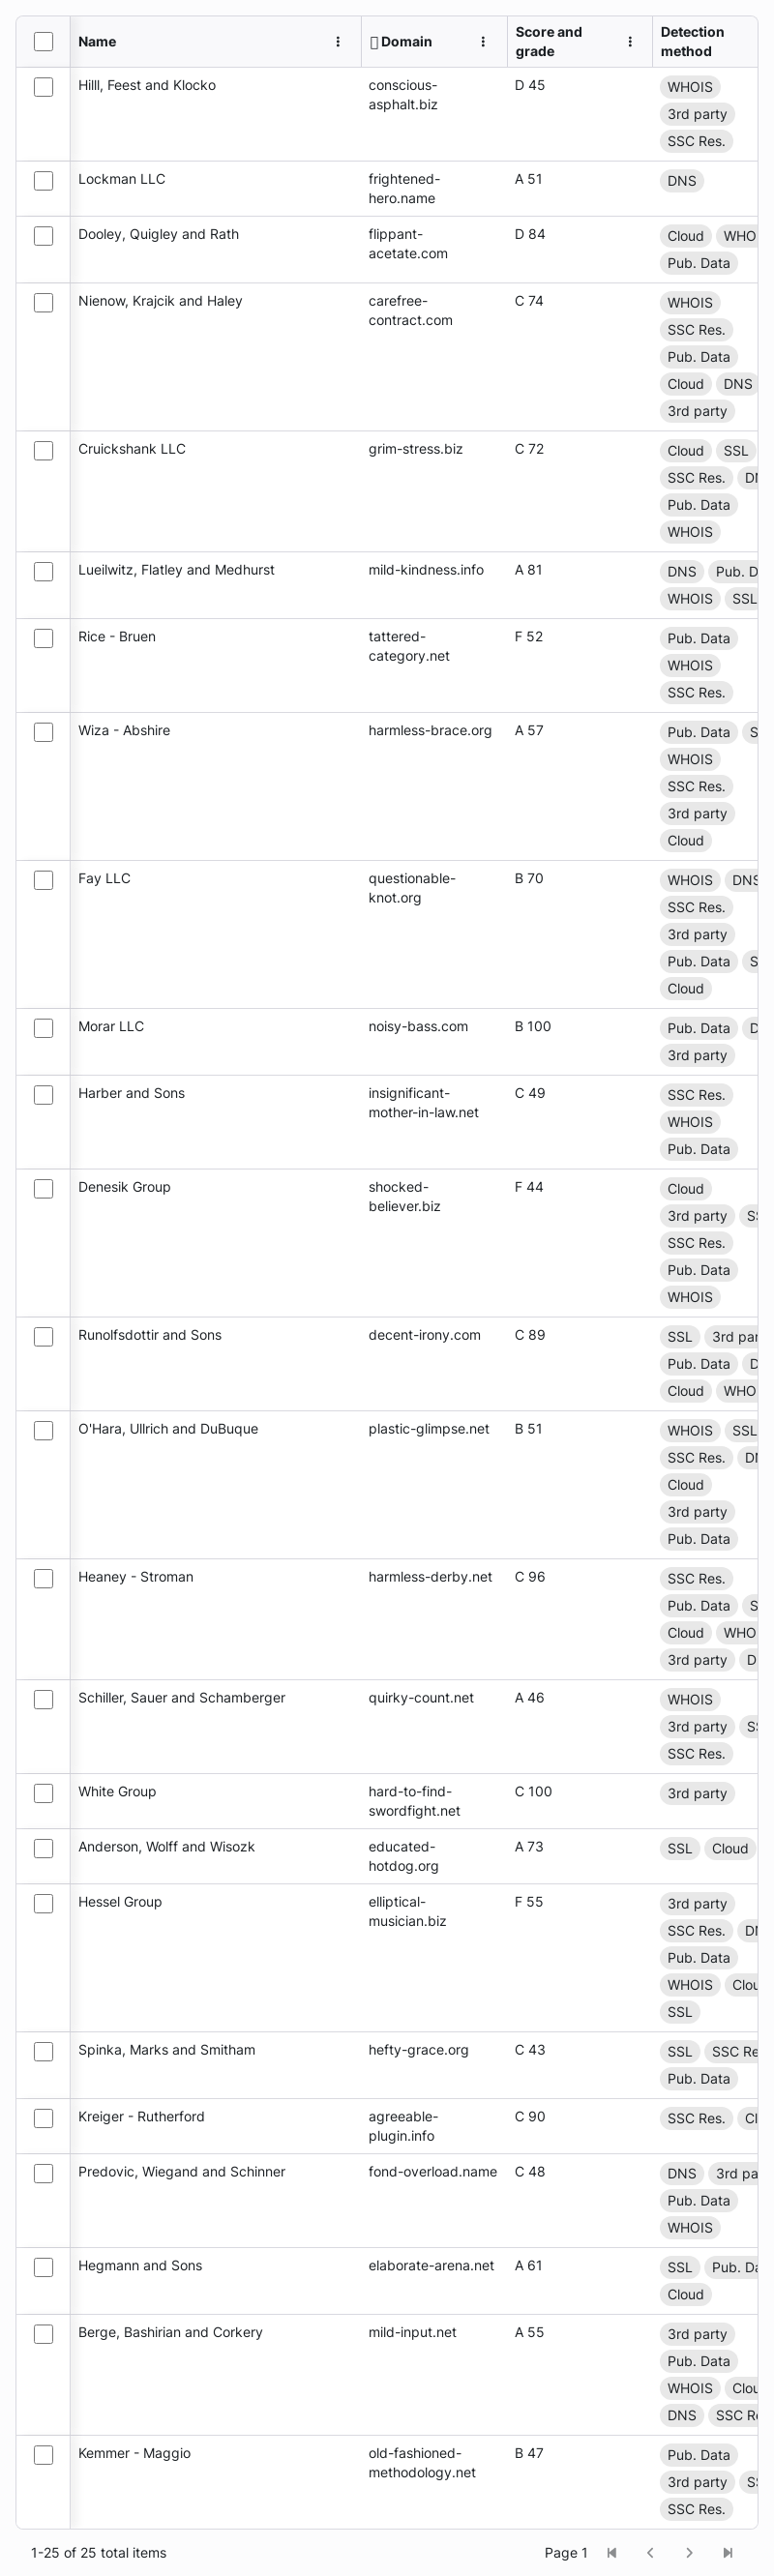 Name Domain Score and grade Detection method
Hilll, Feest and Klocko conscious-asphalt.biz D 45 WHOIS
3rd party
SSC Res.
Lockman LLC frightened-hero.name A 51 DNS
Dooley, Quigley and Rath flippant-acetate.com D 84 Cloud WHO
Pub. Data
Nienow, Krajcik and Haley carefree-contract.com C 74 WHOIS
SSC Res.
Pub. Data
Cloud DNS
3rd party
Cruickshank LLC grim-stress.biz C 72 Cloud SSL
SSC Res. DN
Pub. Data
WHOIS
Lueilwitz, Flatley and Medhurst mild-kindness.info A 81 DNS Pub. D
WHOIS SSL
Rice - Bruen tattered-category.net F 52 Pub. Data
WHOIS
SSC Res.
Wiza - Abshire harmless-brace.org A 57 Pub. Data S
WHOIS
SSC Res.
3rd party
Cloud
Fay LLC questionable-knot.org B 70 WHOIS DNS
SSC Res.
3rd party
Pub. Data S
Cloud
Morar LLC noisy-bass.com B 100 Pub. Data D
3rd party
Harber and Sons insignificant-mother-in-law.net C 49 SSC Res.
WHOIS
Pub. Data
Denesik Group shocked-believer.biz F 44 Cloud
3rd party SS
SSC Res.
Pub. Data
WHOIS
Runolfsdottir and Sons decent-irony.com C 89 SSL 3rd par
Pub. Data D
Cloud WHO
O'Hara, Ullrich and DuBuque plastic-glimpse.net B 51 WHOIS SSL
SSC Res. DN
Cloud
3rd party
Pub. Data
Heaney - Stroman harmless-derby.net C 96 SSC Res.
Pub. Data S
Cloud WHO
3rd party D
Schiller, Sauer and Schamberger quirky-count.net A 46 WHOIS
3rd party SS
SSC Res.
White Group hard-to-find-swordfight.net C 100 3rd party
Anderson, Wolff and Wisozk educated-hotdog.org A 73 SSL Cloud
Hessel Group elliptical-musician.biz F 55 3rd party
SSC Res. DN
Pub. Data
WHOIS Clou
SSL
Spinka, Marks and Smitham hefty-grace.org C 43 SSL SSC Re
Pub. Data
Kreiger - Rutherford agreeable-plugin.info C 90 SSC Res. Cl
Predovic, Wiegand and Schinner fond-overload.name C 48 DNS 3rd pa
Pub. Data
WHOIS
Hegmann and Sons elaborate-arena.net A 61 SSL Pub. Da
Cloud
Berge, Bashirian and Corkery mild-input.net A 55 3rd party
Pub. Data
WHOIS Clou
DNS SSC Re
Kemmer - Maggio old-fashioned-methodology.net B 47 Pub. Data
3rd party SS
SSC Res.
1-25 of 25 total items Page 1